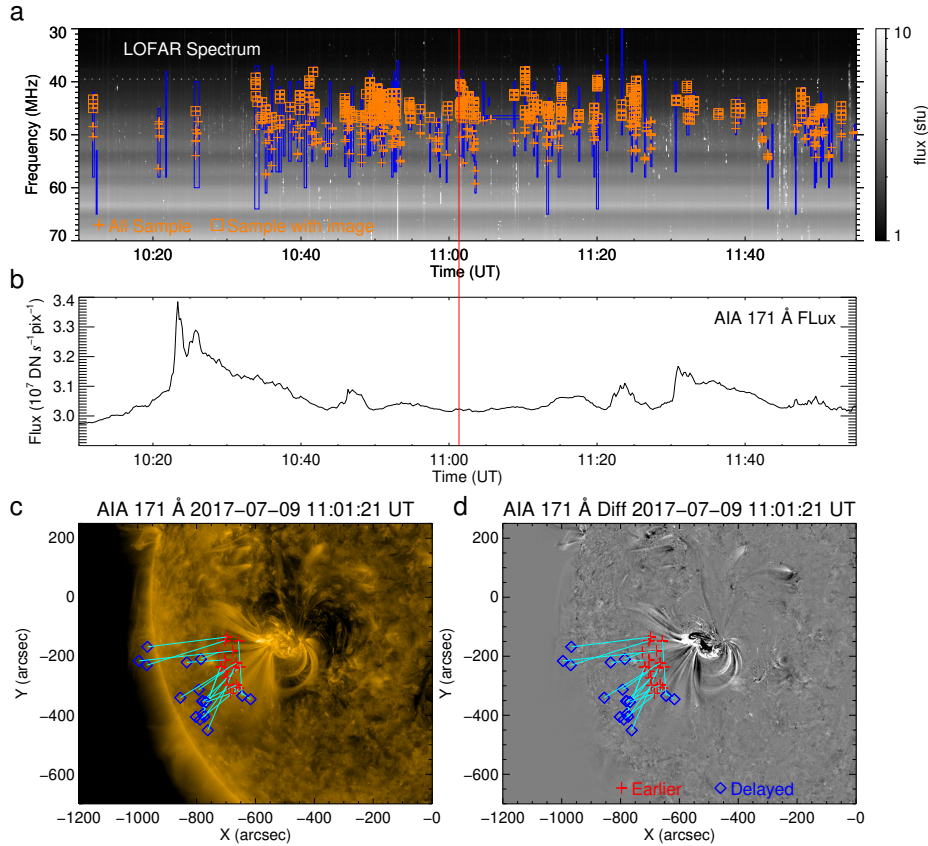 a
30
40
50
60
70
Frequency (MHz)
LOFAR Spectrum
All Sample
Sample with image
10:20 10:40 11:00 11:20 11:40
Time (UT)
10
1
flux (sfu)
b
3.4
3.3
3.2
3.1
3.0
Flux (10⁷ DN s⁻¹pix⁻¹)
AIA 171 Å FLux
10:20 10:40 11:00 11:20 11:40
Time (UT)
c
AIA 171 Å 2017−07−09 11:01:21 UT
200
0
−200
−400
−600
Y (arcsec)
−1200 −1000 −800 −600 −400 −200 −0
X (arcsec)
d
AIA 171 Å Diff 2017−07−09 11:01:21 UT
200
0
−200
−400
−600
Y (arcsec)
Earlier
Delayed
−1200 −1000 −800 −600 −400 −200 −0
X (arcsec)